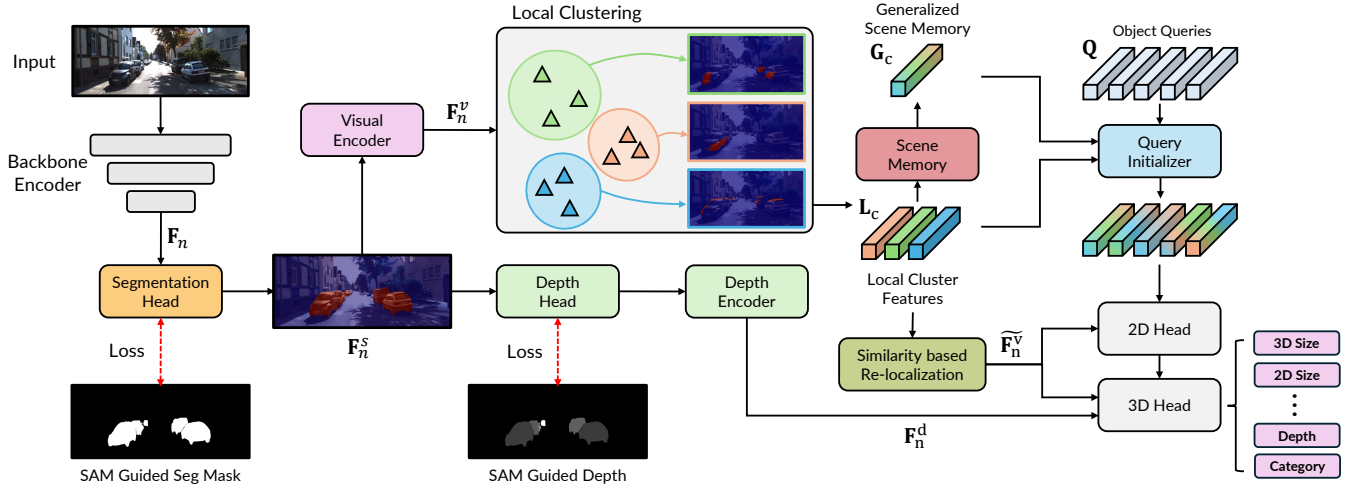 Input
Backbone
Encoder
F_n
Segmentation
Head
Loss
SAM Guided Seg Mask
Visual
Encoder
F_n^s
F_n^v
Local Clustering
Depth
Head
Loss
SAM Guided Depth
Depth
Encoder
Generalized
Scene Memory
G_c
Scene
Memory
L_c
Local Cluster
Features
Similarity based
Re-localization
\widetilde{F_n^v}
F_n^d
Object Queries
Q
Query
Initializer
2D Head
3D Head
3D Size
2D Size
⋮
Depth
Category